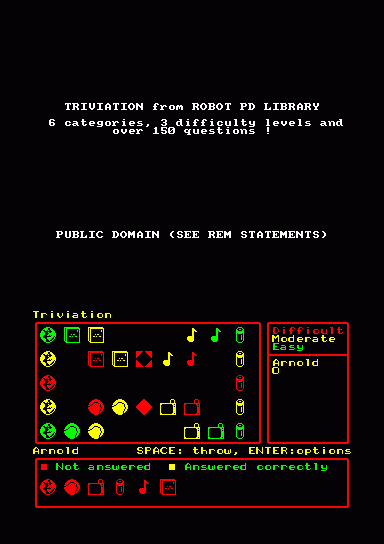 TRIVIATION from ROBOT PD LIBRARY
6 categories, 3 difficulty levels and
over 150 questions !
PUBLIC DOMAIN (SEE REM STATEMENTS)
Triviation
Difficult
Moderate
Easy
Arnold
0
Arnold
SPACE: throw, ENTER:options
Not answered
Answered correctly